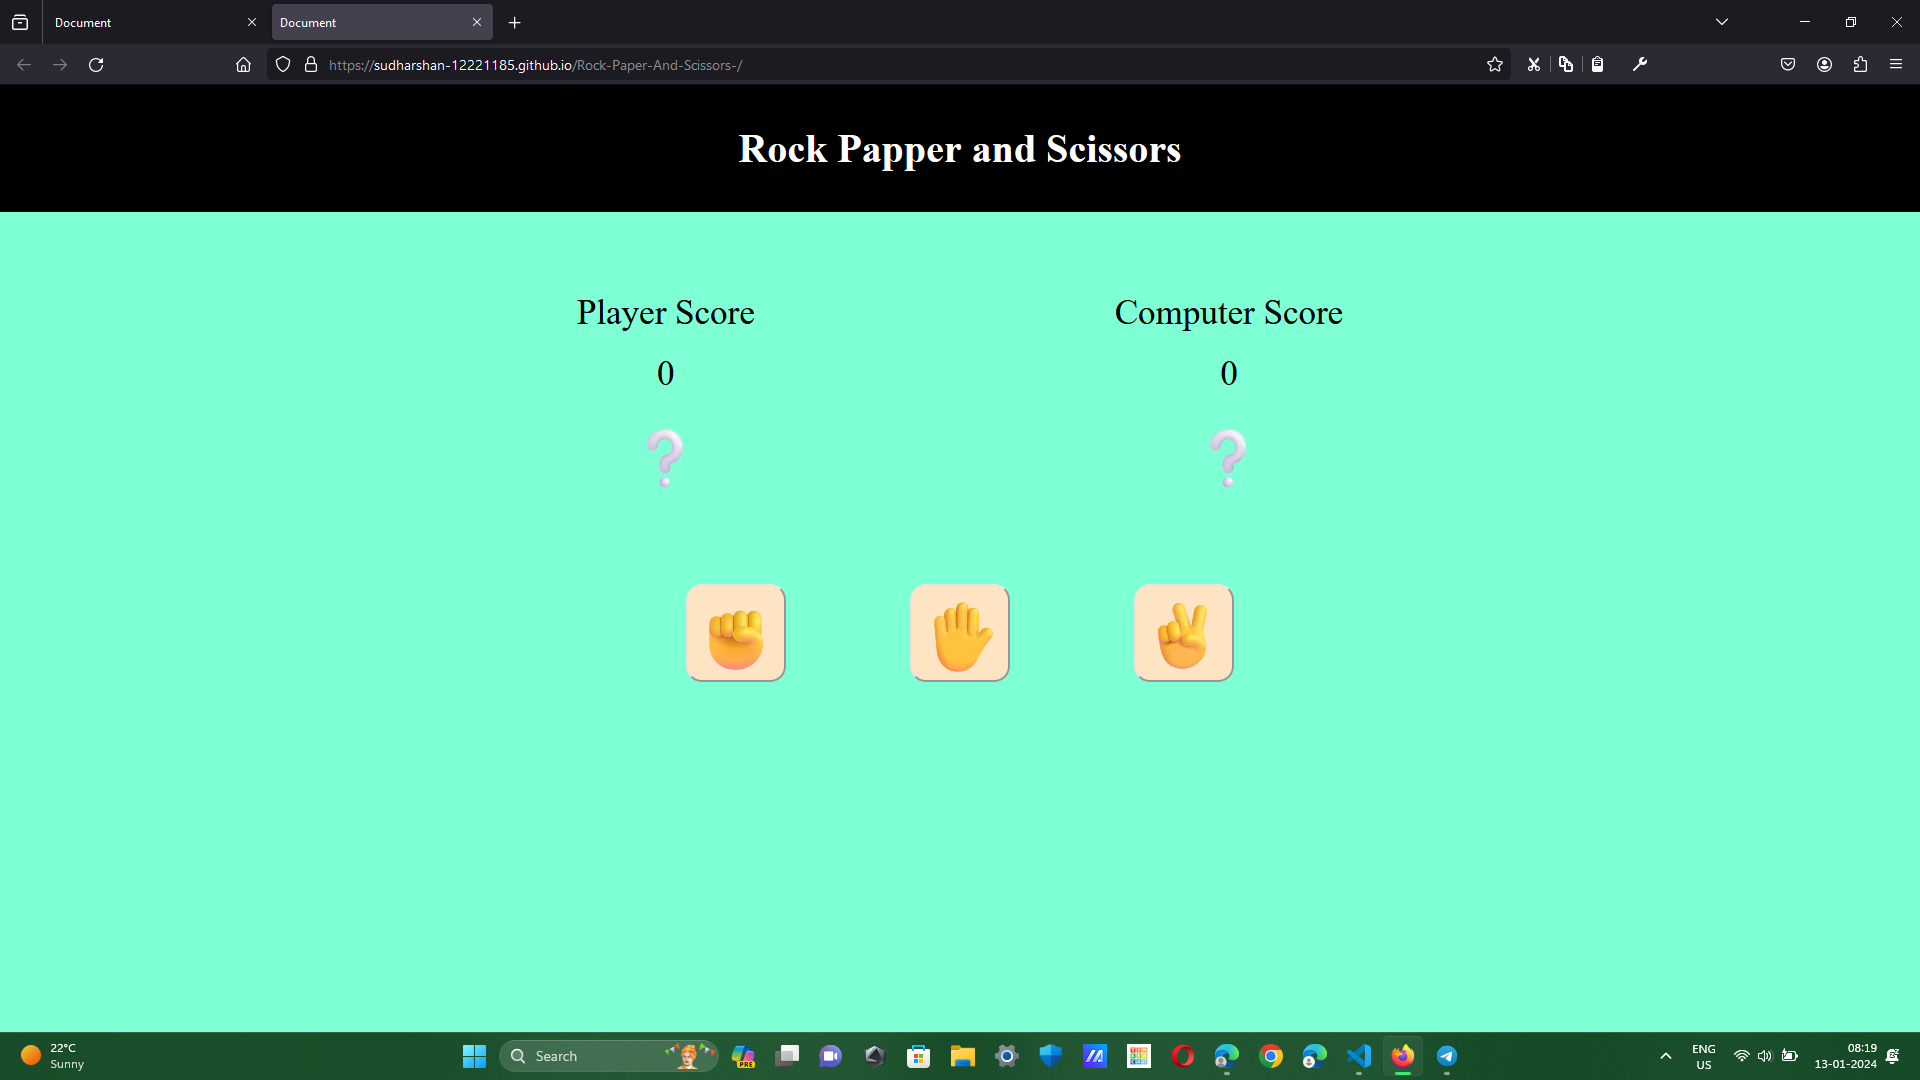 Document
Document
https://sudharshan-12221185.github.io/Rock-Paper-And-Scissors-/
Rock Papper and Scissors
Player Score
Computer Score
0
0
22°C
Sunny
Search
PRE
ENG
US
08:19
13-01-2024